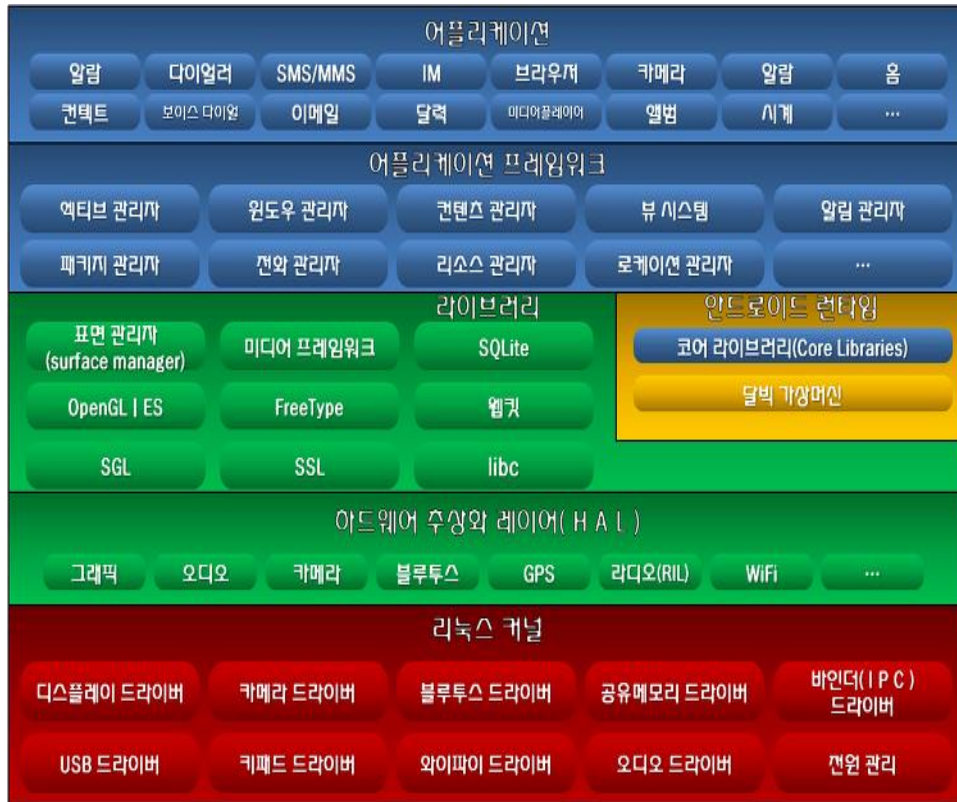 어플리케이션
알람 다이얼러 SMS/MMS IM 브라우져 카메라 알람 홈
컨텍트 보이스 다이얼 이메일 달력 미디어플레이어 앨범 시계 ...
어플리케이션 프레임워크
엑티브 관리자 윈도우 관리자 컨텐츠 관리자 뷰 시스템 알림 관리자
패키지 관리자 전화 관리자 리소스 관리자 로케이션 관리자 ...
라이브러리 안드로이드 런타임
표면 관리자
(surface manager) 미디어 프레임워크 SQLite 코어 라이브러리(Core Libraries)
OpenGL | ES FreeType 웹킷 달빅 가상머신
SGL SSL libc
하드웨어 추상화 레이어( H A L )
그래픽 오디오 카메라 블루투스 GPS 라디오(RIL) WiFi ...
리눅스 커널
디스플레이 드라이버 카메라 드라이버 블루투스 드라이버 공유메모리 드라이버 바인더( I P C )
드라이버
USB 드라이버 키패드 드라이버 와이파이 드라이버 오디오 드라이버 전원 관리